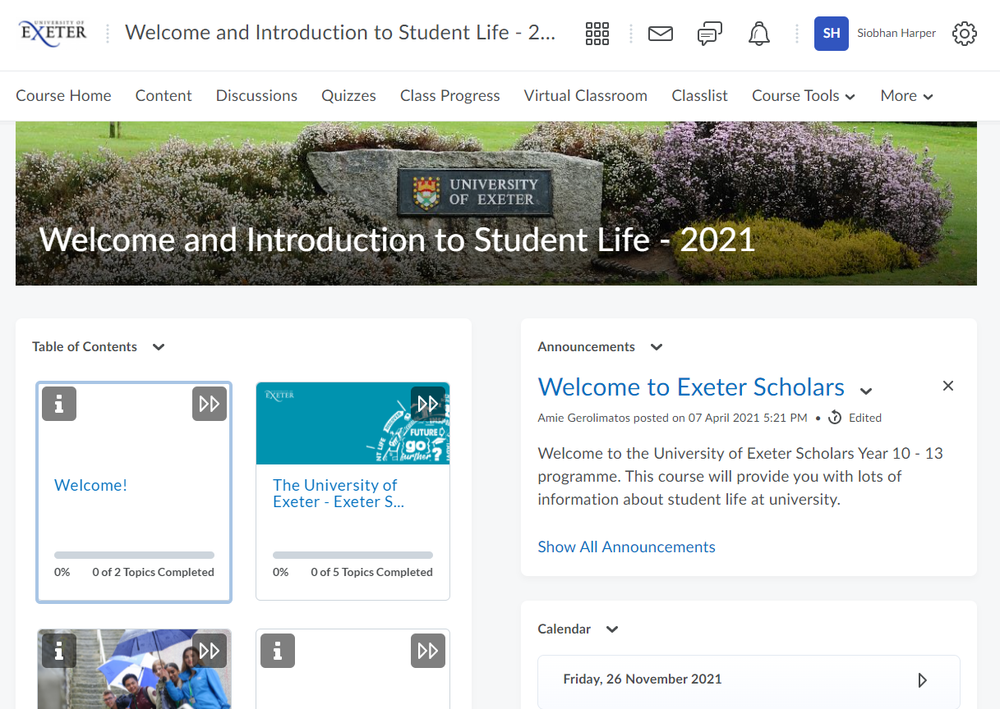 UNIVERSITY OF
EXETER
Welcome and Introduction to Student Life - 2...
SH
Siobhan Harper
Course Home
Content
Discussions
Quizzes
Class Progress
Virtual Classroom
Classlist
Course Tools
More
UNIVERSITY
OF EXETER
Welcome and Introduction to Student Life - 2021
Table of Contents
i
Welcome!
0%
0 of 2 Topics Completed
EXETER
FUTURE
go
further
?
The University of
Exeter - Exeter S...
0%
0 of 5 Topics Completed
i
i
Announcements
Welcome to Exeter Scholars
Amie Gerolimatos posted on 07 April 2021 5:21 PM • Edited
Welcome to the University of Exeter Scholars Year 10 - 13
programme. This course will provide you with lots of
information about student life at university.
Show All Announcements
Calendar
Friday, 26 November 2021